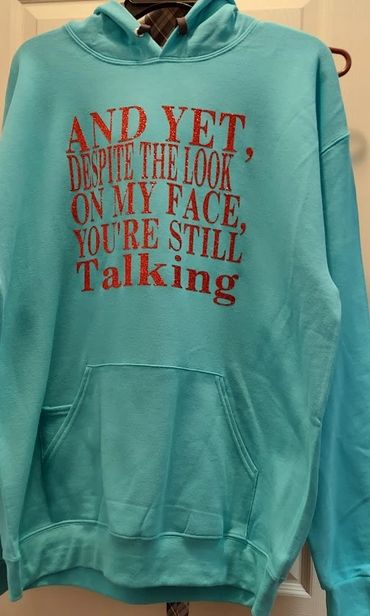 AND YET,
DESPITE THE LOOK
ON MY FACE,
YOU'RE STILL
Talking